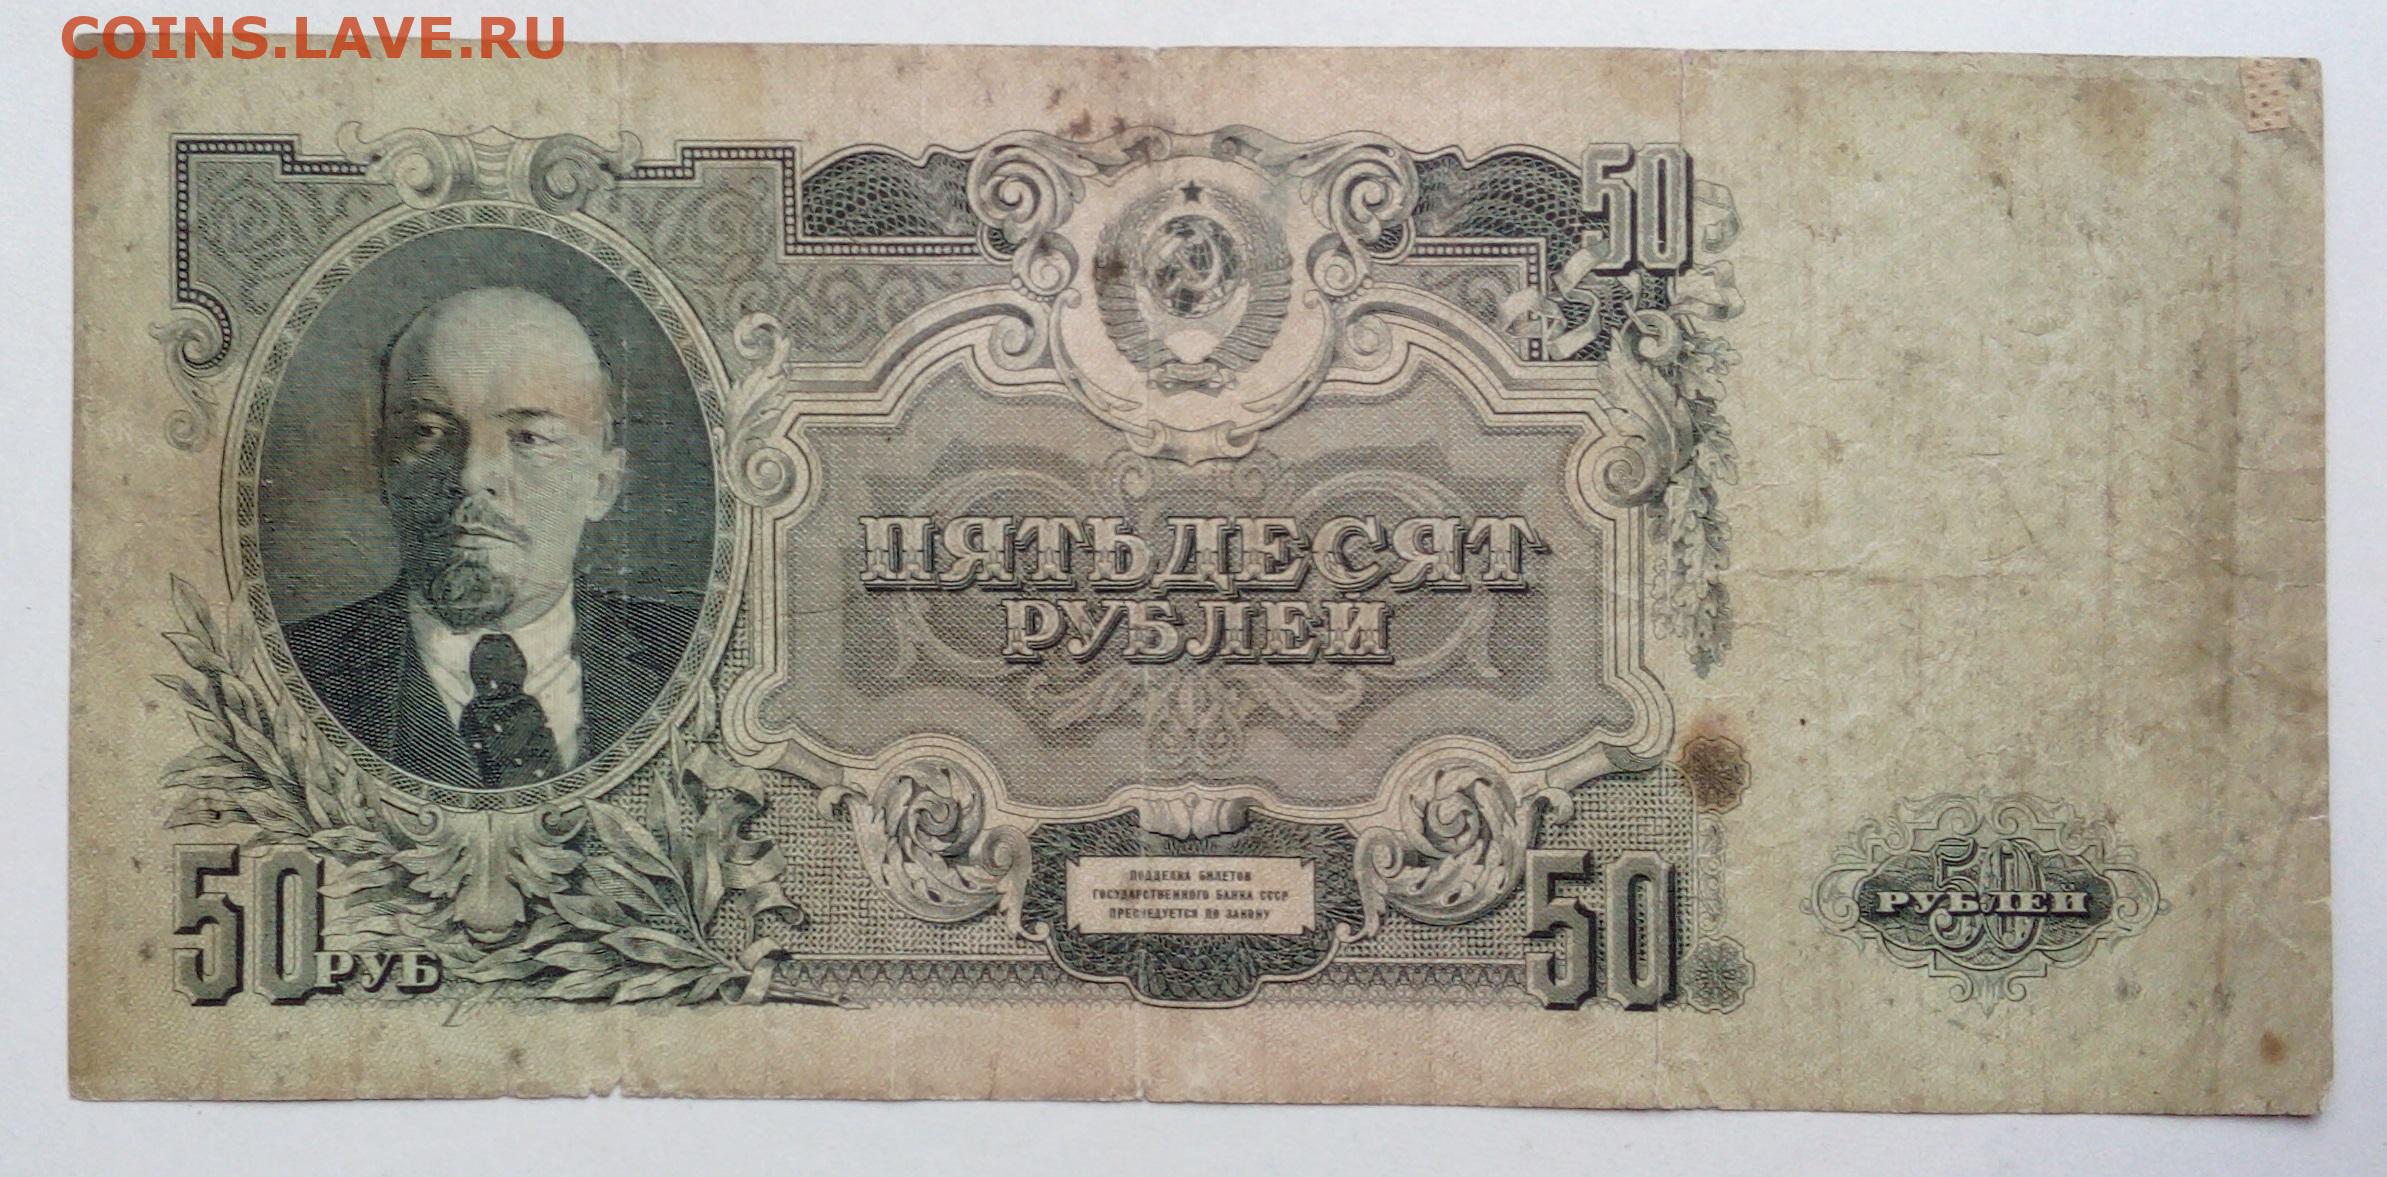 COINS.LAVE.RU
50
ПЯТЬДЕСЯТ
РУБЛЕЙ
50 РУБ
ПОДДЕЛКА БИЛЕТОВ
ГОСУДАРСТВЕННОГО БАНКА СССР
ПРЕСЛЕДУЕТСЯ ПО ЗАКОНУ
50
50
РУБЛЕЙ